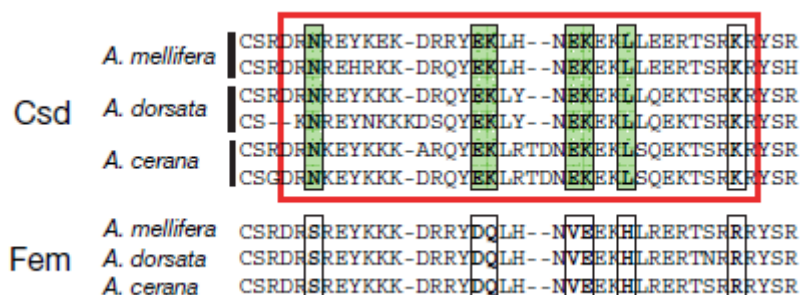 CSRDRNREYKEK-DRRYEKLH--NEKEKLLEERTSRKRYSR
A. mellifera
CSRDRNREHRKK-DRQYEKLH--NEKEKLLEERTSRKRYSH
CSRDRNREYKKK-DRQYEKLY--NEKEKLLQEKTSRKRYSR
Csd A. dorsata
CS--KNREYNKKKDSQYEKLY--NEKEKLLQEKTSRKRYSR
CSRDRNKEYKKK-ARQYEKLRTDNEKEKLSQEKTSRKRYSR
A. cerana
CSGDRNKEYKKK-DRQYEKLRTDNEKEKLSQEKTSRKRYSR
A. mellifera CSRDRSREYKKK-DRRYDQLH--NVEEKHLRERTSRRRYSR
Fem A. dorsata CSRDRSREYKKK-DRRYDQLH--NVEEKHLRERTNRRRYSR
A. cerana CSRDRSREYKKK-DRRYDQLH--NVEEKHLRERTSRRRYSR